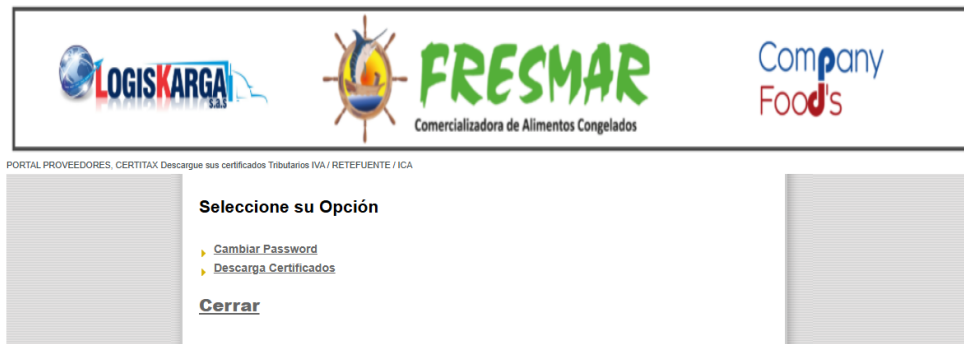 LOGISKARGA
s.a.s
FRESMAR
Comercializadora de Alimentos Congelados
Company
Food's
PORTAL PROVEEDORES, CERTITAX Descargue sus certificados Tributarios IVA / RETEFUENTE / ICA
Seleccione su Opción
Cambiar Password
Descarga Certificados
Cerrar